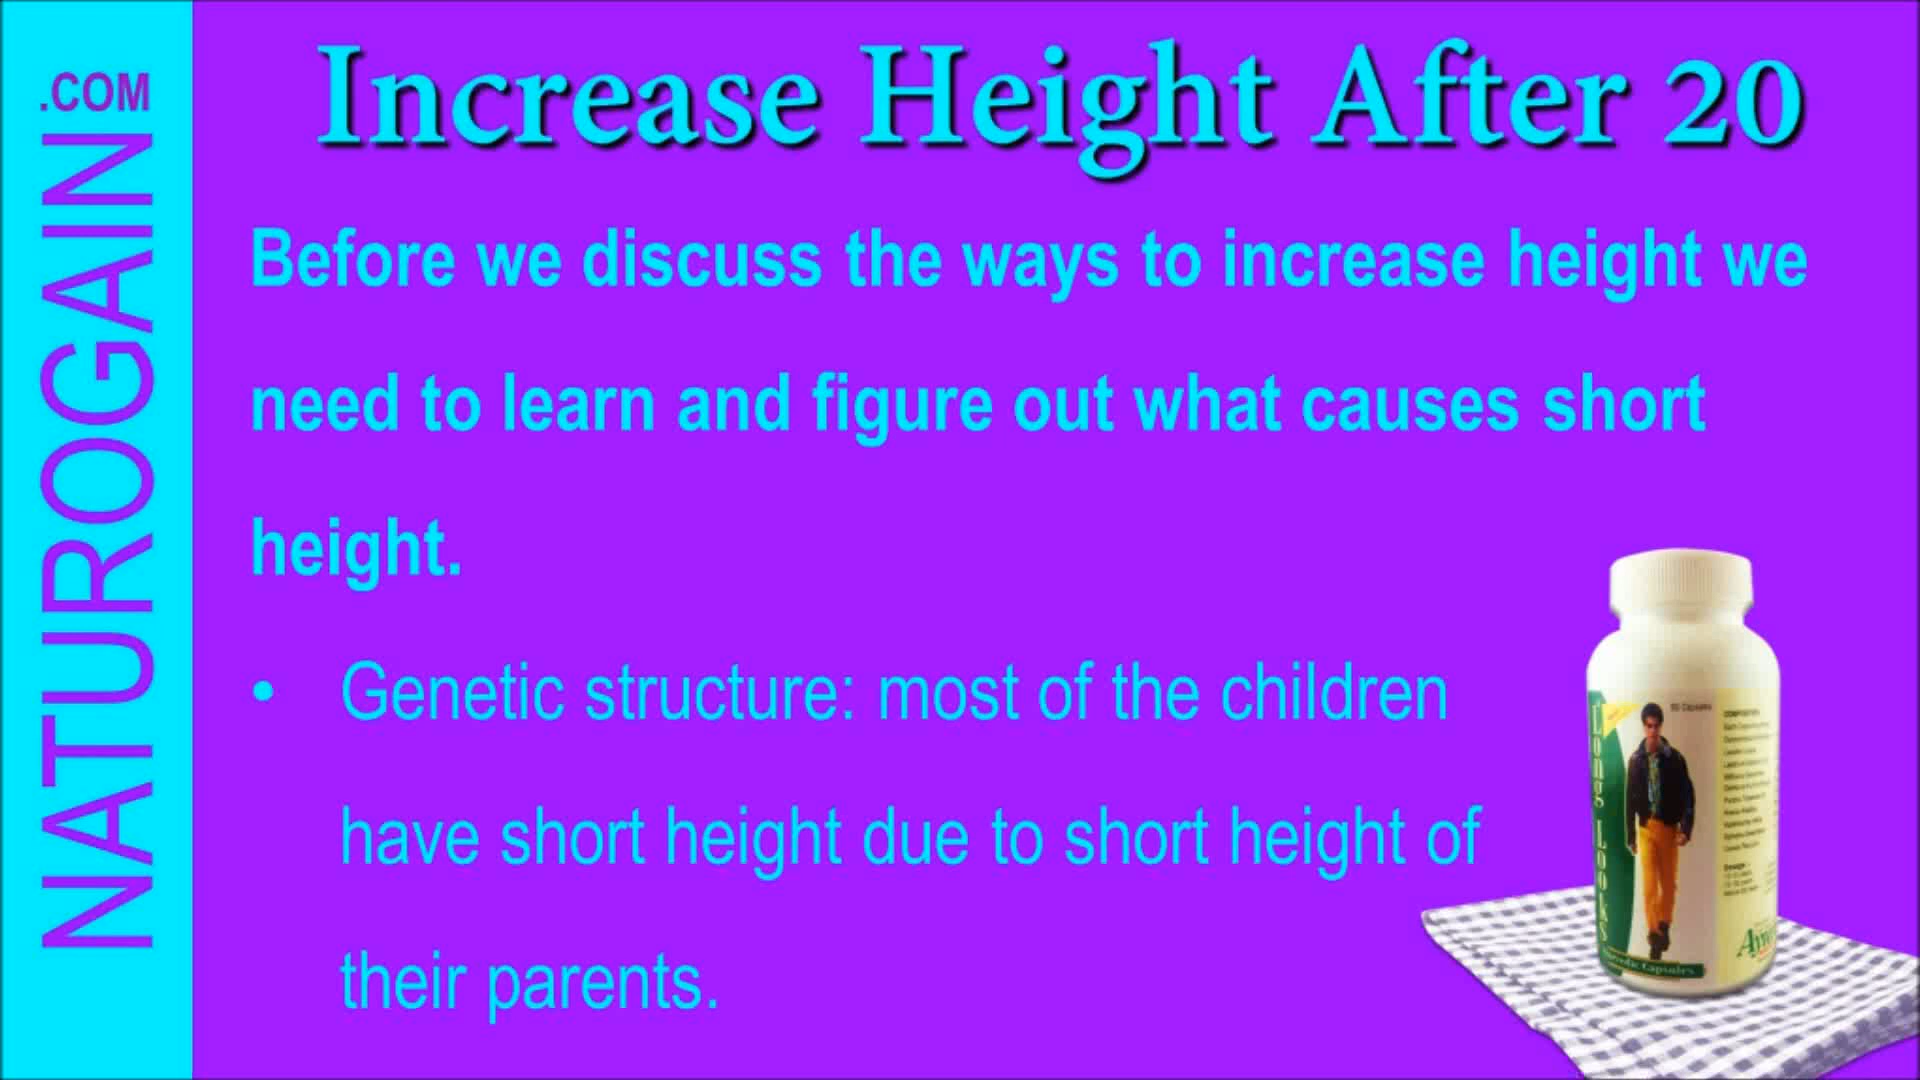 NATUROGAIN.COM
Increase Height After 20
Before we discuss the ways to increase height we
need to learn and figure out what causes short
height.
• Genetic structure: most of the children
have short height due to short height of
their parents.
Long Looks
Capsules